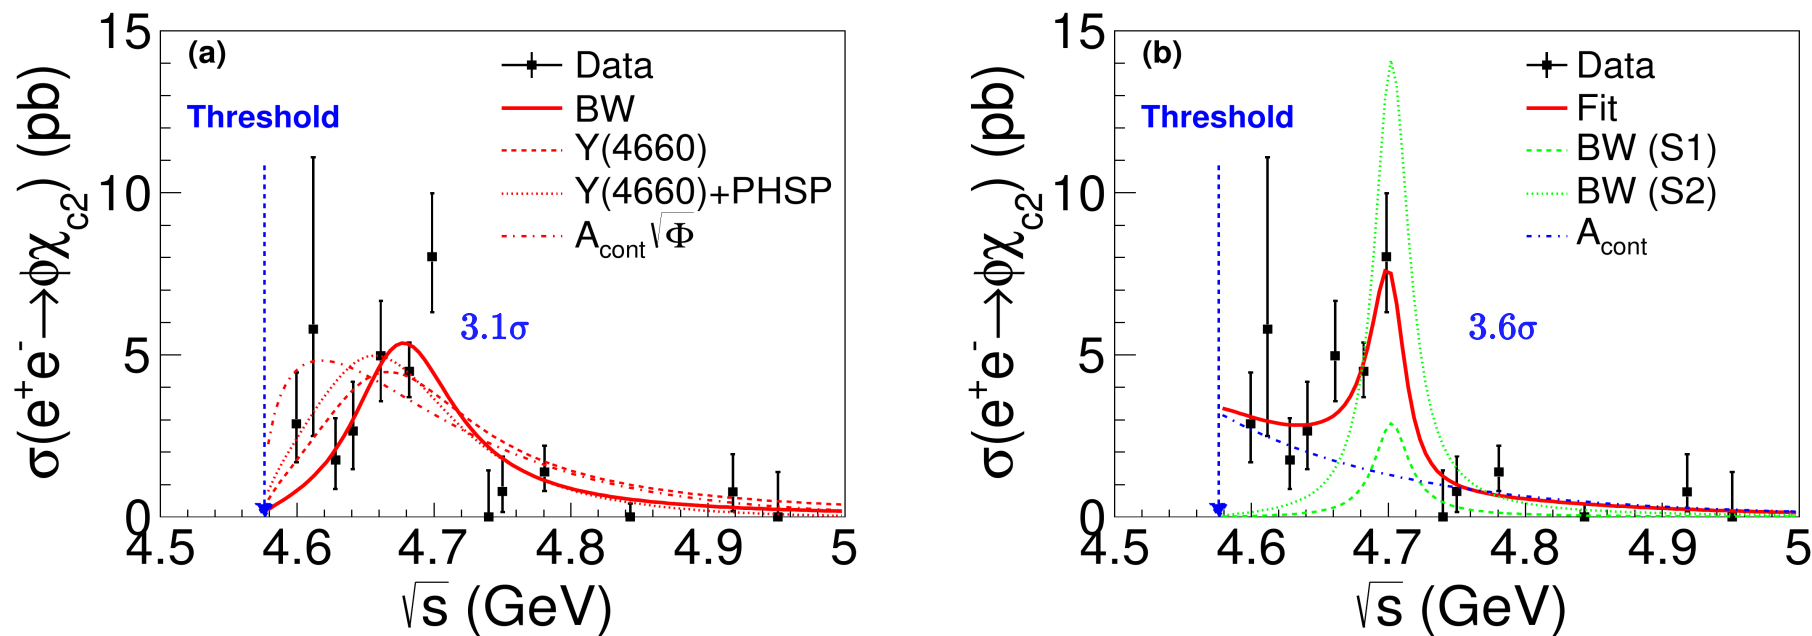 (a)
Threshold
Data
BW
Y(4660)
Y(4660)+PHSP
A_cont √Φ
3.1σ
15
10
5
0
4.5 4.6 4.7 4.8 4.9 5
√s (GeV)
σ(e⁺e⁻→ϕχ_c2) (pb)
(b)
Threshold
Data
Fit
BW (S1)
BW (S2)
A_cont
3.6σ
15
10
5
0
4.5 4.6 4.7 4.8 4.9 5
√s (GeV)
σ(e⁺e⁻→ϕχ_c2) (pb)